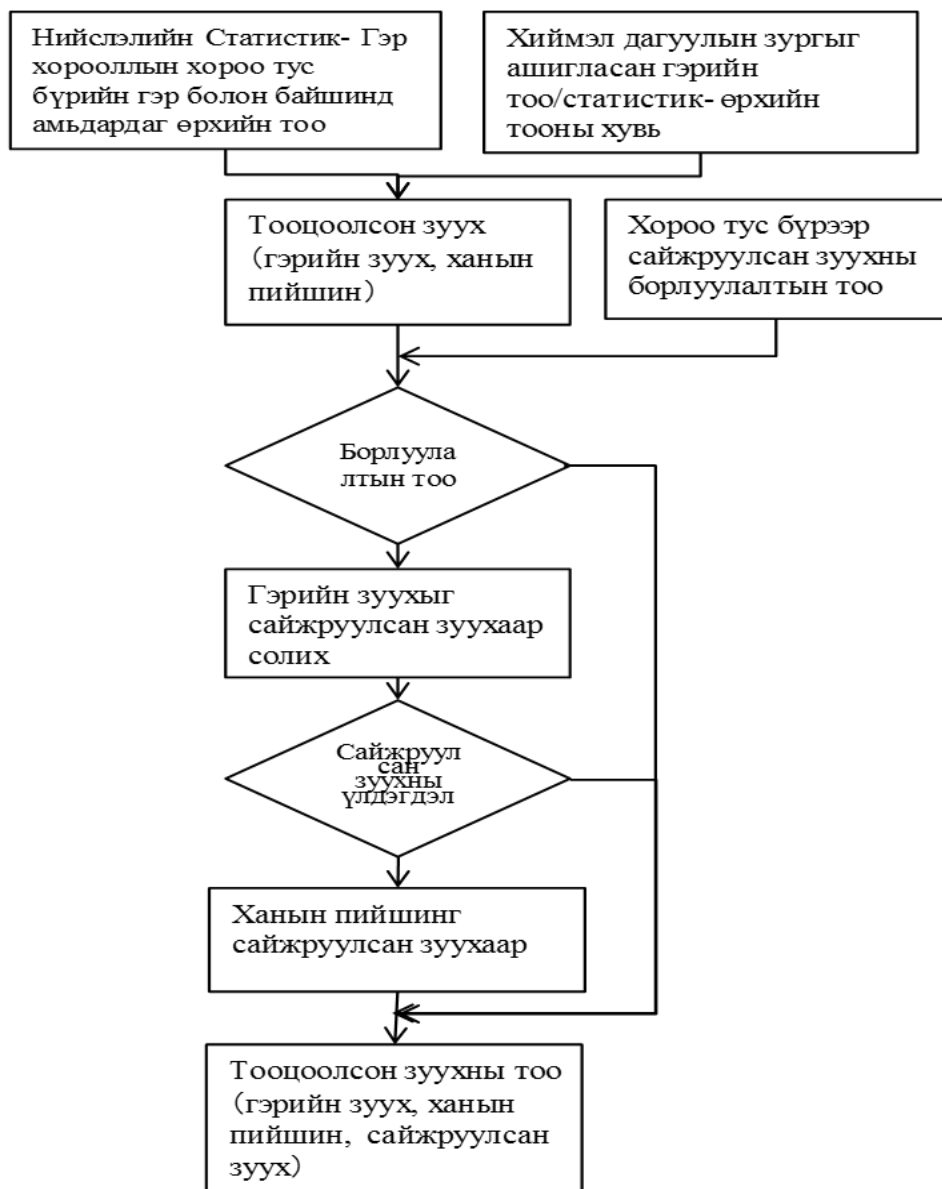 Нийслэлийн Статистик- Гэр
хорооллын хороо тус
бүрийн гэр болон байшинд
амьдардаг өрхийн тоо
Хиймэл дагуулын зургыг
ашигласан гэрийн
тоо/статистик- өрхийн
тооны хувь
Тооцоолсон зуух
(гэрийн зуух, ханын
пийшин)
Хороо тус бүрээр
сайжруулсан зуухны
борлуулалтын тоо
Борлуула
лтын тоо
Гэрийн зуухыг
сайжруулсан зуухаар
солих
Сайжруул
сан
зуухны
үлдэгдэл
Ханын пийшинг
сайжруулсан зуухаар
Тооцоолсон зуухны тоо
(гэрийн зуух, ханын
пийшин, сайжруулсан
зуух)